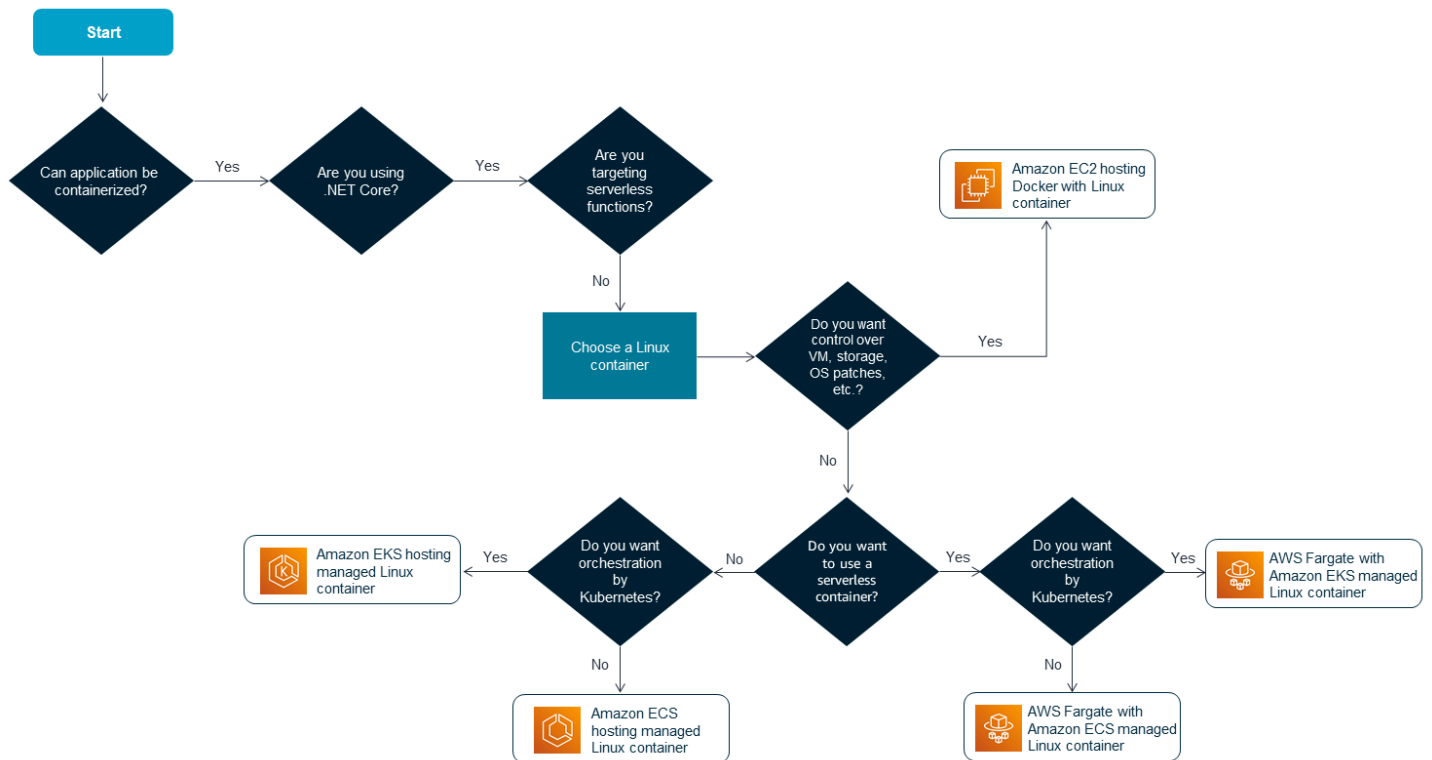 Start
Can application be
containerized?
Yes
Are you using
.NET Core?
Yes
Are you
targeting
serverless
functions?
No
Choose a Linux
container
Do you want
control over
VM, storage,
OS patches,
etc.?
Yes
Amazon EC2 hosting
Docker with Linux
container
No
Do you want
to use a
serverless
container?
No
Do you want
orchestration
by
Kubernetes?
Yes
Amazon EKS hosting
managed Linux
container
No
Amazon ECS
hosting managed
Linux container
Yes
Do you want
orchestration
by
Kubernetes?
Yes
AWS Fargate with
Amazon EKS managed
Linux container
No
AWS Fargate with
Amazon ECS managed
Linux container